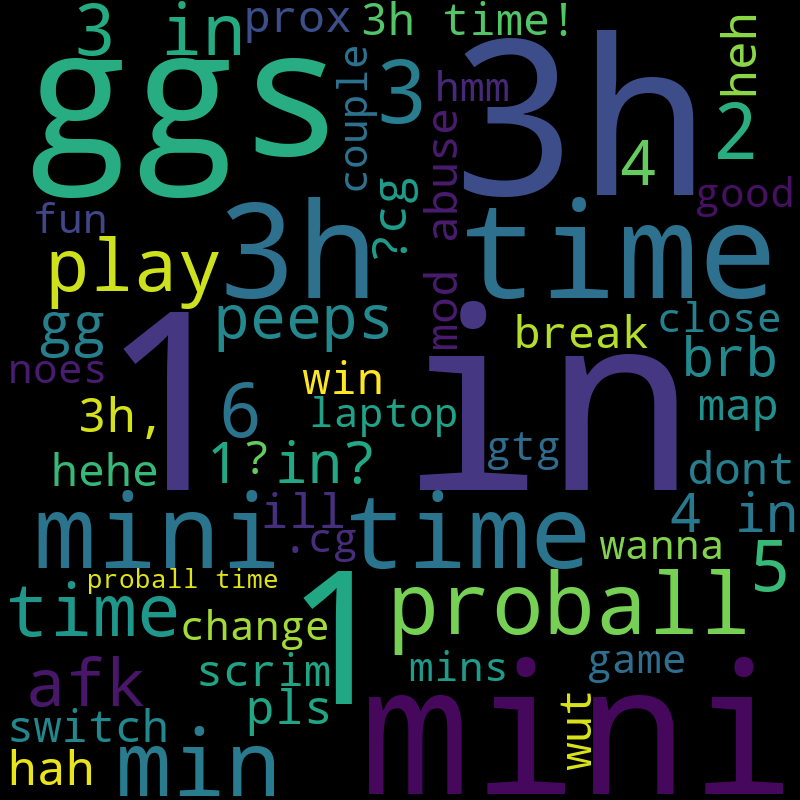 3 in
prox
3h time!
heh
ggs
couple
3
hmm
3h
2
4
fun
?cg
mod abuse
good
play
3h
time
gg
peeps
break
close
noes
1 in
brb
win
3h,
6
laptop
map
hehe
1
?
in?
gtg
dont
mini time
ill
.cg
4 in
wanna
proball time
5
time
change
1
proball
afk
scrim
mins
game
switch
pls
mini
wut
hah
min